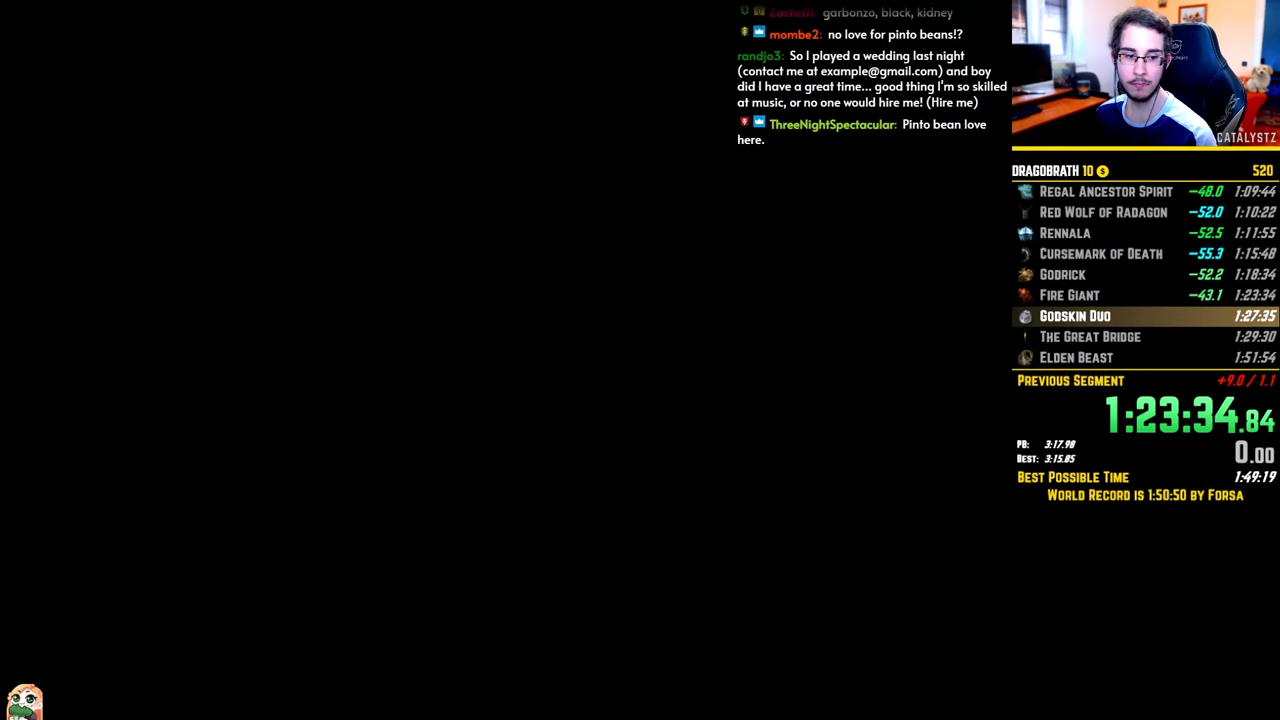 Zachc01: garbonzo, black, kidney
mombe2: no love for pinto beans!?
randjo3: So I played a wedding last night
(contact me at example@gmail.com) and boy
did I have a great time... good thing I'm so skilled
at music, or no one would hire me! (Hire me)
ThreeNightSpectacular: Pinto bean love
here.
CATALYSTZ
DRAGOBRATH 10 $ 520
REGAL ANCESTOR SPIRIT -48.0 1:09:44
RED WOLF OF RADAGON -52.0 1:10:22
RENNALA -52.5 1:11:55
CURSEMARK OF DEATH -55.3 1:15:48
GODRICK -52.2 1:18:34
FIRE GIANT -43.1 1:23:34
GODSKIN DUO 1:27:35
THE GREAT BRIDGE 1:29:30
ELDEN BEAST 1:51:54
PREVIOUS SEGMENT +9.0 / 1.1
1:23:34.84
PB: 3:17.98
BEST: 3:15.85
0.00
BEST POSSIBLE TIME 1:49:19
WORLD RECORD IS 1:50:50 BY FORSA